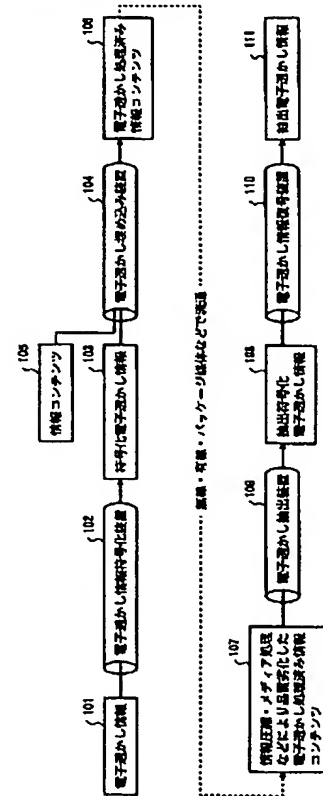 101
電子透かし情報
102
電子透かし情報符号化装置
103
符号化電子透かし情報
105
情報コンテンツ
104
電子透かし埋め込み装置
106
電子透かし処理済み
情報コンテンツ
無線・有線・パッケージ媒体などで流通
107
情報圧縮・メディア処理
などにより品質劣化した
電子透かし処理済み情報
コンテンツ
109
電子透かし抽出装置
108
抽出符号化
電子透かし情報
110
電子透かし情報復号装置
111
抽出電子透かし情報